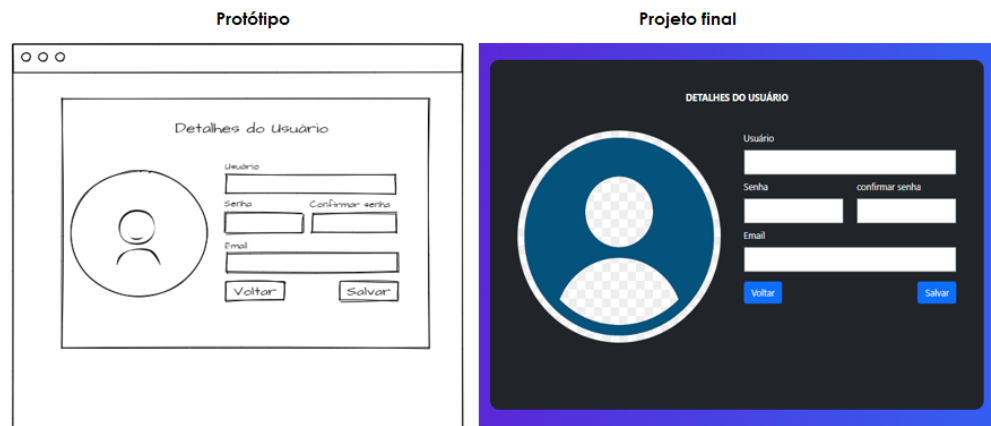 Protótipo
Projeto final
Detalhes do Usuário
Usuário
Senha Confirmar senha
Email
Voltar Salvar
DETALHES DO USUÁRIO
Usuário
Senha confirmar senha
Email
Voltar Salvar